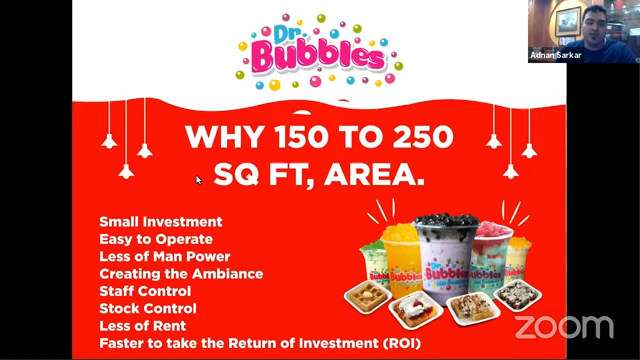 Dr.
Bubbles
Adnan Sarkar
WHY 150 TO 250
SQ FT, AREA.
Small Investment
Easy to Operate
Less of Man Power
Creating the Ambiance
Staff Control
Stock Control
Less of Rent
Faster to take the Return of Investment (ROI)
Dr.
Bubbles
zoom